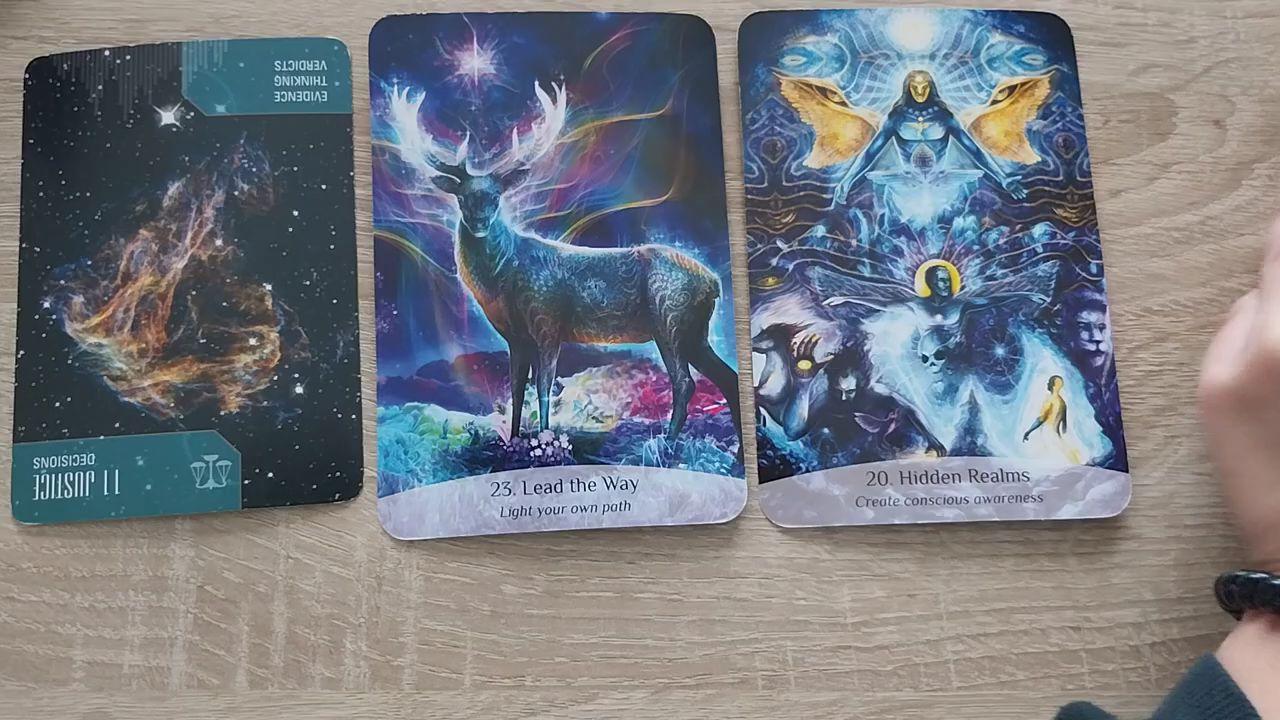 11 JUSTICE
DECISIONS
EVIDENCE
THINKING
VERDICTS
23. Lead the Way
Light your own path
20. Hidden Realms
Create conscious awareness